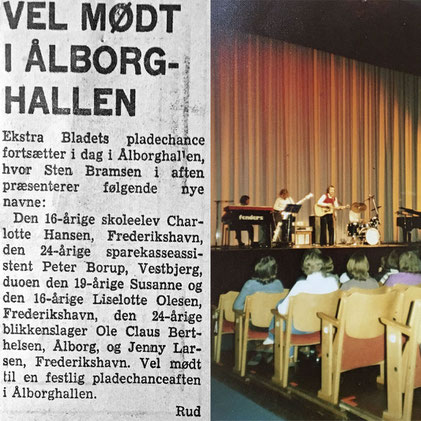 VEL MØDT
I ÅLBORG-
HALLEN
Ekstra Bladets pladechance
fortsætter i dag i Ålborghallen,
hvor Sten Bramsen i aften
præsenterer følgende nye
navne:
Den 16-årige skoleelev Char-
lotte Hansen, Frederikshavn,
den 24-årige sparekasseassi-
stent Peter Borup, Vestbjerg,
duoen den 19-årige Susanne og
den 16-årige Liselotte Olesen,
Frederikshavn, den 24-årige
blikkenslager Ole Claus Bert-
helsen, Ålborg, og Jenny Lar-
sen, Frederikshavn. Vel mødt
til en festlig pladechanceaften
i Ålborghallen.
Rud
fenders